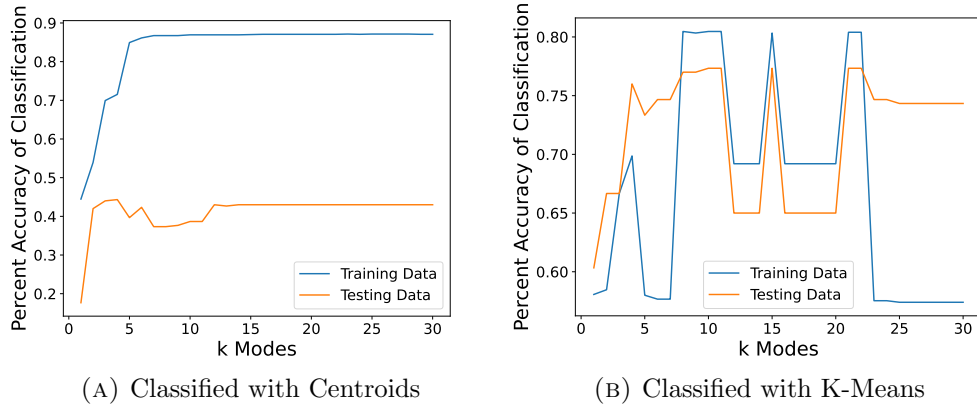 Percent Accuracy of Classification
0.9
0.8
0.7
0.6
0.5
0.4
0.3
0.2
0
5
10
15
20
25
30
k Modes
Training Data
Testing Data
(A) Classified with Centroids
Percent Accuracy of Classification
0.80
0.75
0.70
0.65
0.60
0
5
10
15
20
25
30
k Modes
Training Data
Testing Data
(B) Classified with K-Means